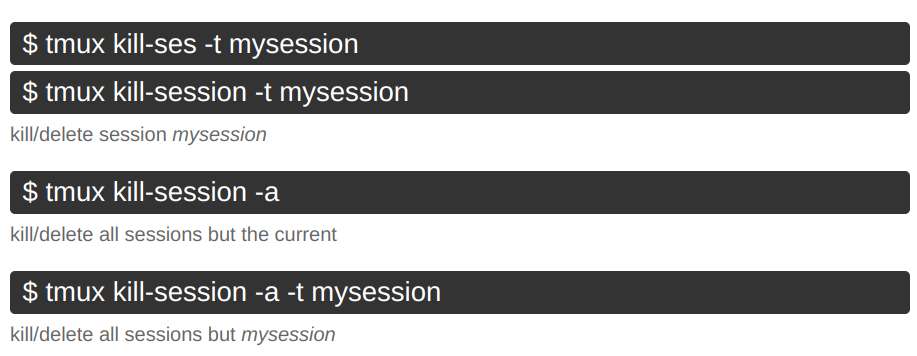 $ tmux kill-ses -t mysession
$ tmux kill-session -t mysession
kill/delete session mysession
$ tmux kill-session -a
kill/delete all sessions but the current
$ tmux kill-session -a -t mysession
kill/delete all sessions but mysession